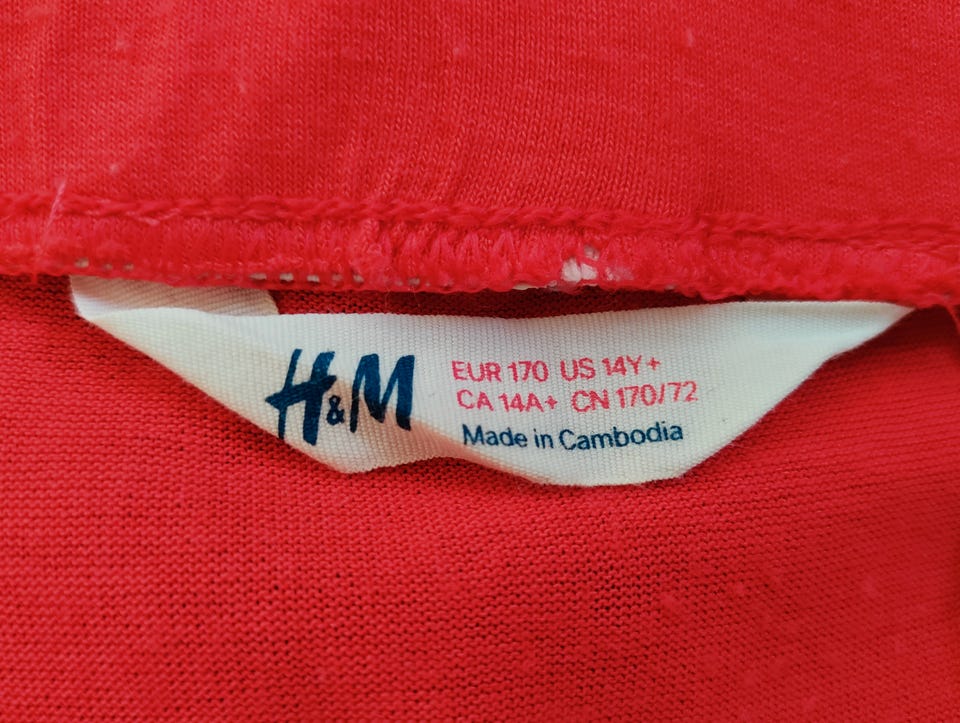 H&M
EUR 170 US 14Y+
CA 14A+ CN 170/72
Made in Cambodia